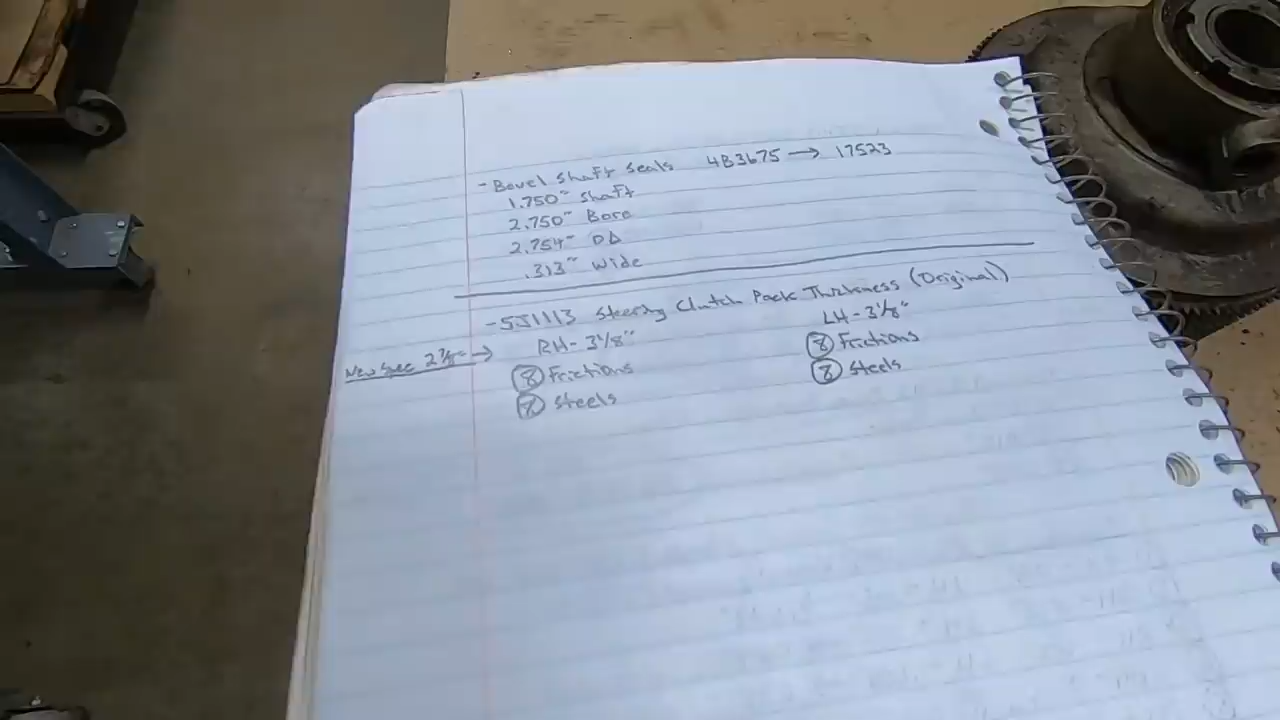 - Bevel Shaft Seals 4B3675 → 17523
1.750" Shaft
2.750" Bore
2.754" OD
.313" Wide
- 5J1113 Steering Clutch Pack Thickness (Original)
New Spec 2 7/8" → RH - 3 1/8" LH - 3 1/8"
⑧ Frictions ⑧ Frictions
⑧ Steels ⑧ Steels